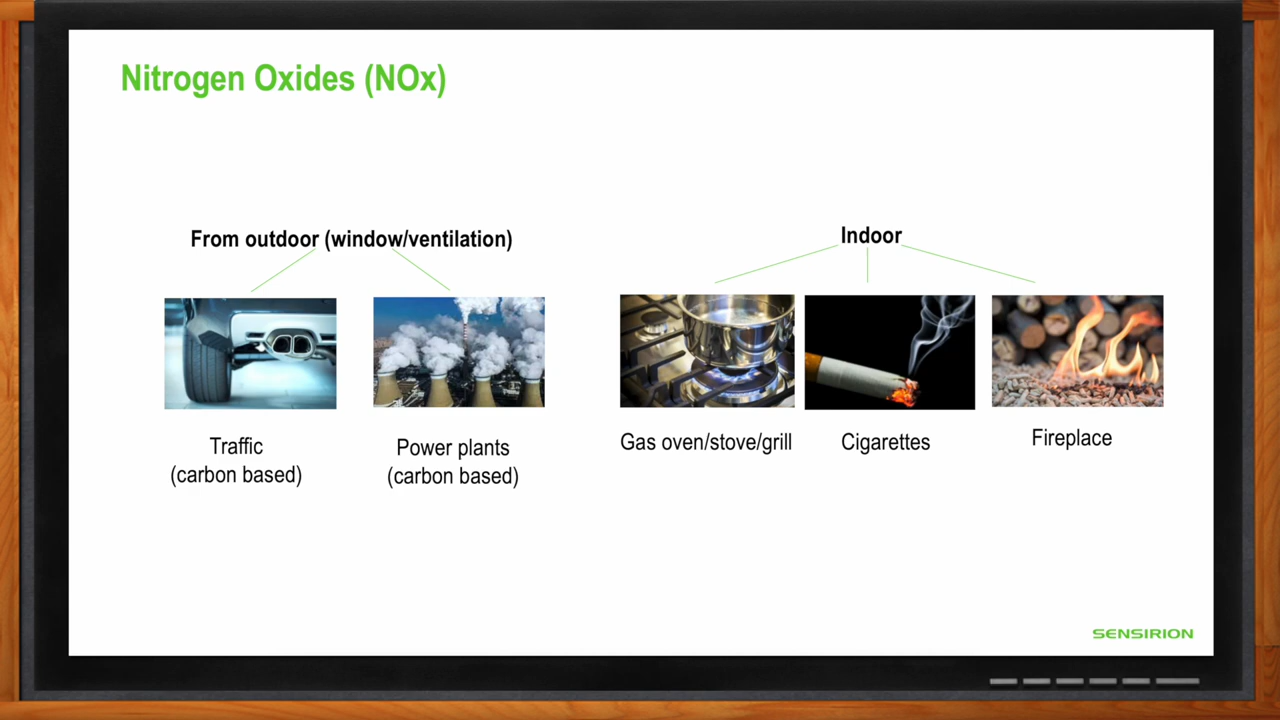 Nitrogen Oxides (NOx)
From outdoor (window/ventilation)
Traffic
(carbon based)
Power plants
(carbon based)
Indoor
Gas oven/stove/grill
Cigarettes
Fireplace
SENSIRION